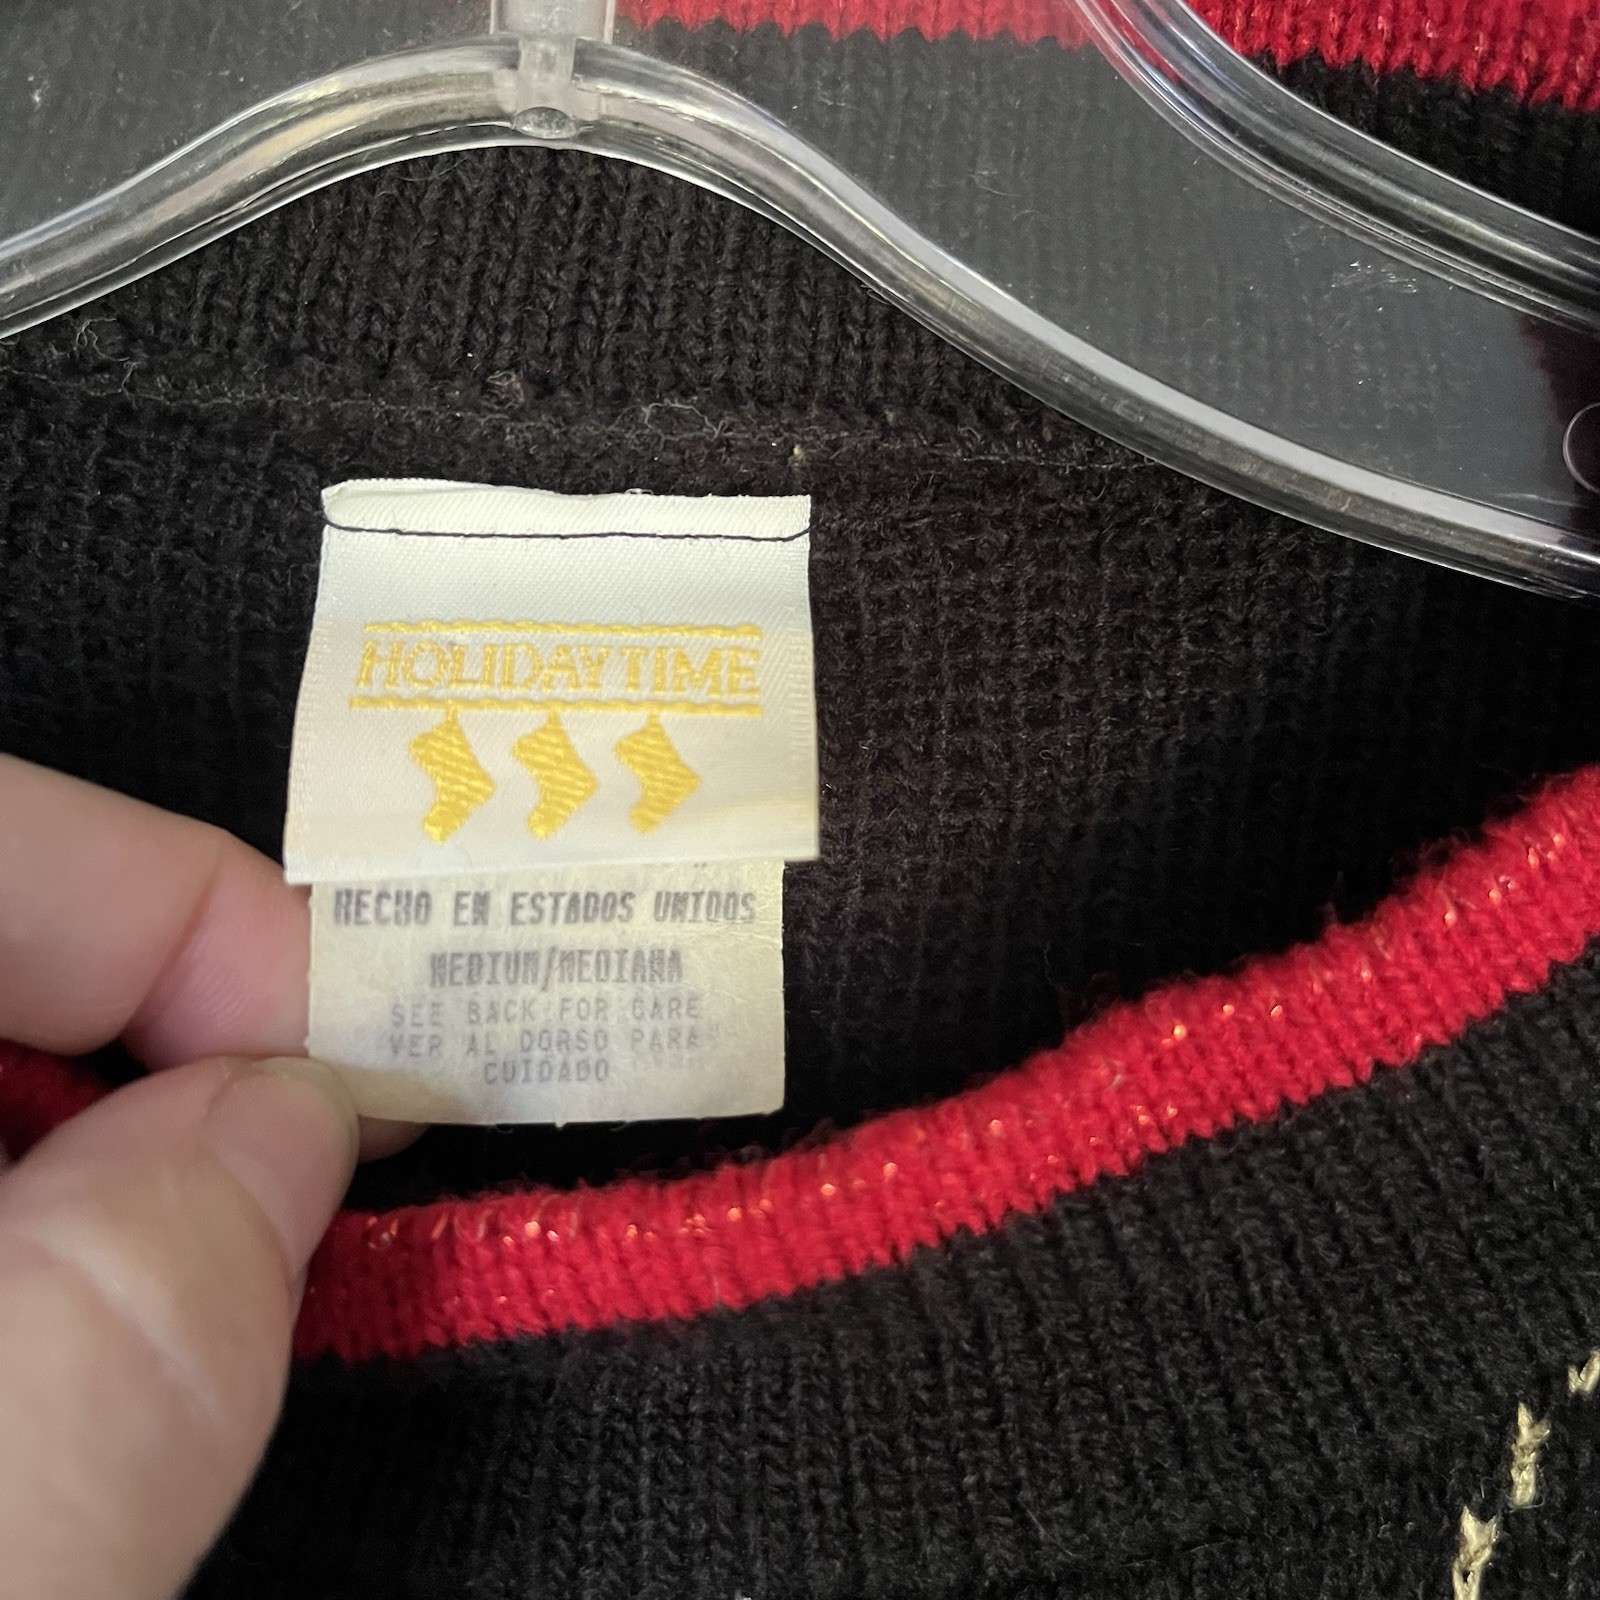 HOLIDAY TIME
HECHO EN ESTADOS UNIDOS
MEDIUM/MEDIANA
SEE BACK FOR CARE
VER AL DORSO PARA
CUIDADO